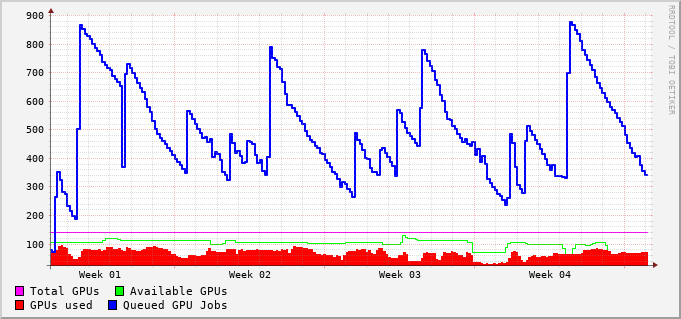 900
800
700
600
500
400
300
200
100
Week 01 Week 02 Week 03 Week 04
Total GPUs Available GPUs
GPUs used Queued GPU Jobs
RRDTOOL / TOBI OETIKER